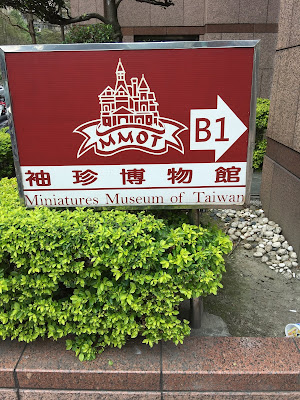 MMOT
B1
袖珍博物館
Miniatures Museum of Taiwan